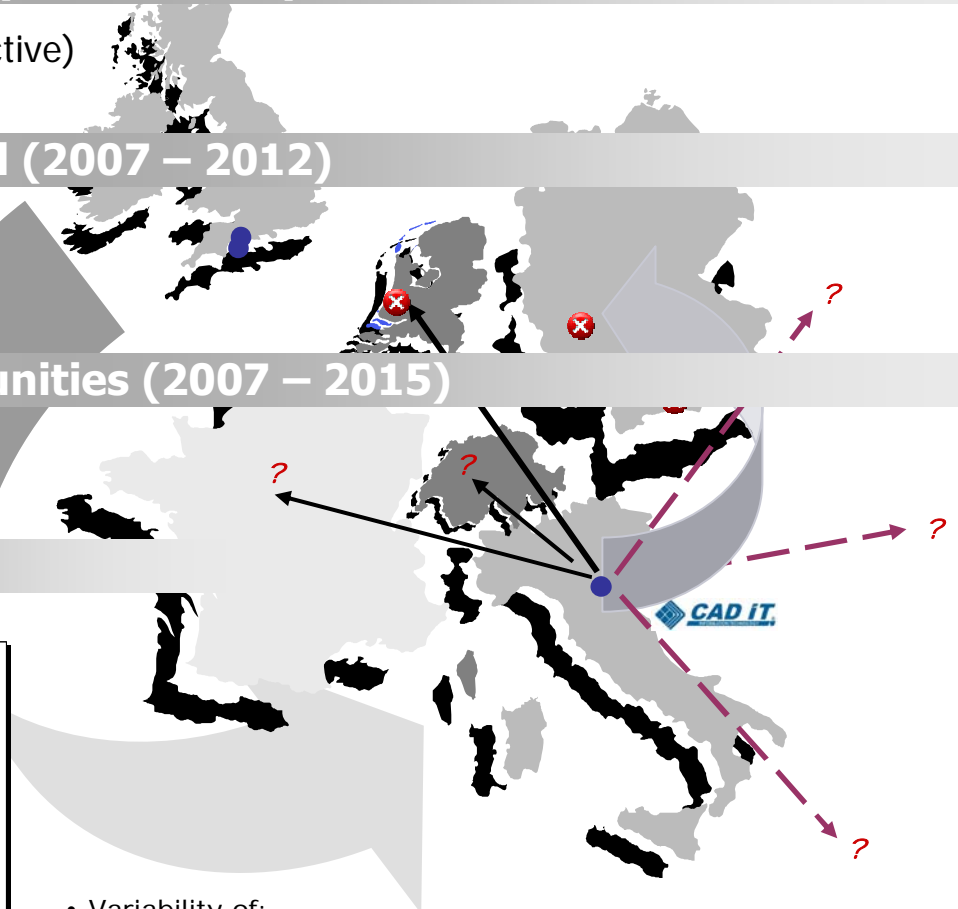 ctive)
l (2007 – 2012)
?
unities (2007 – 2015)
?
?
?
CAD iT
?
• Variability of: